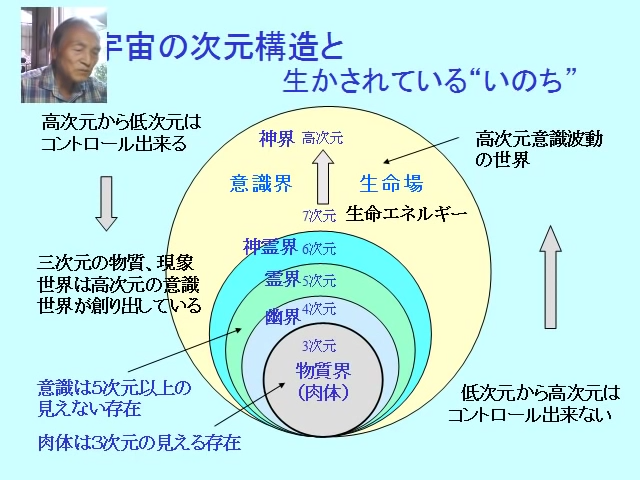 宇宙の次元構造と
生かされている“いのち”
高次元から低次元は
コントロール出来る
神界 高次元
高次元意識波動
の世界
意識界 生命場
7次元 生命エネルギー
神霊界 6次元
三次元の物質、現象
世界は高次元の意識
世界が創り出している
霊界 5次元
幽界 4次元
3次元
物質界
(肉体)
意識は5次元以上の
見えない存在
肉体は3次元の見える存在
低次元から高次元は
コントロール出来ない